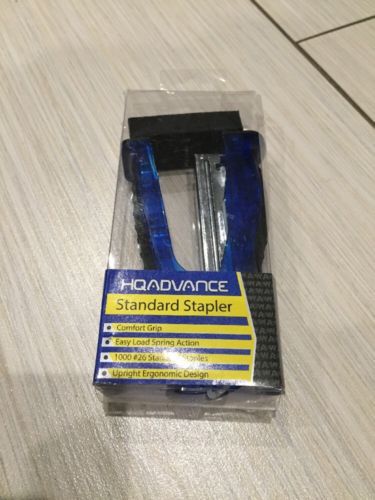 HQADVANCE
Standard Stapler
Comfort Grip
Easy Load Spring Action
1000 #26 Staples
Upright Ergonomic Design